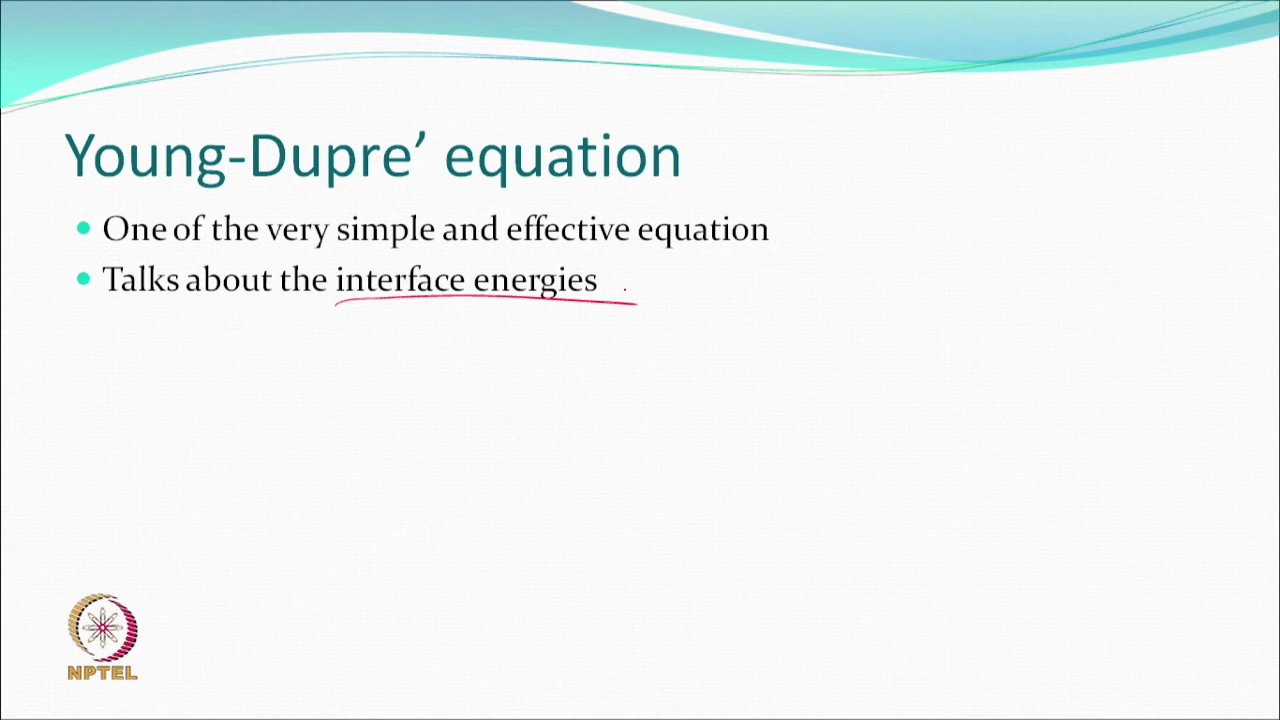 Young-Dupre’ equation
One of the very simple and effective equation
Talks about the interface energies
NPTEL